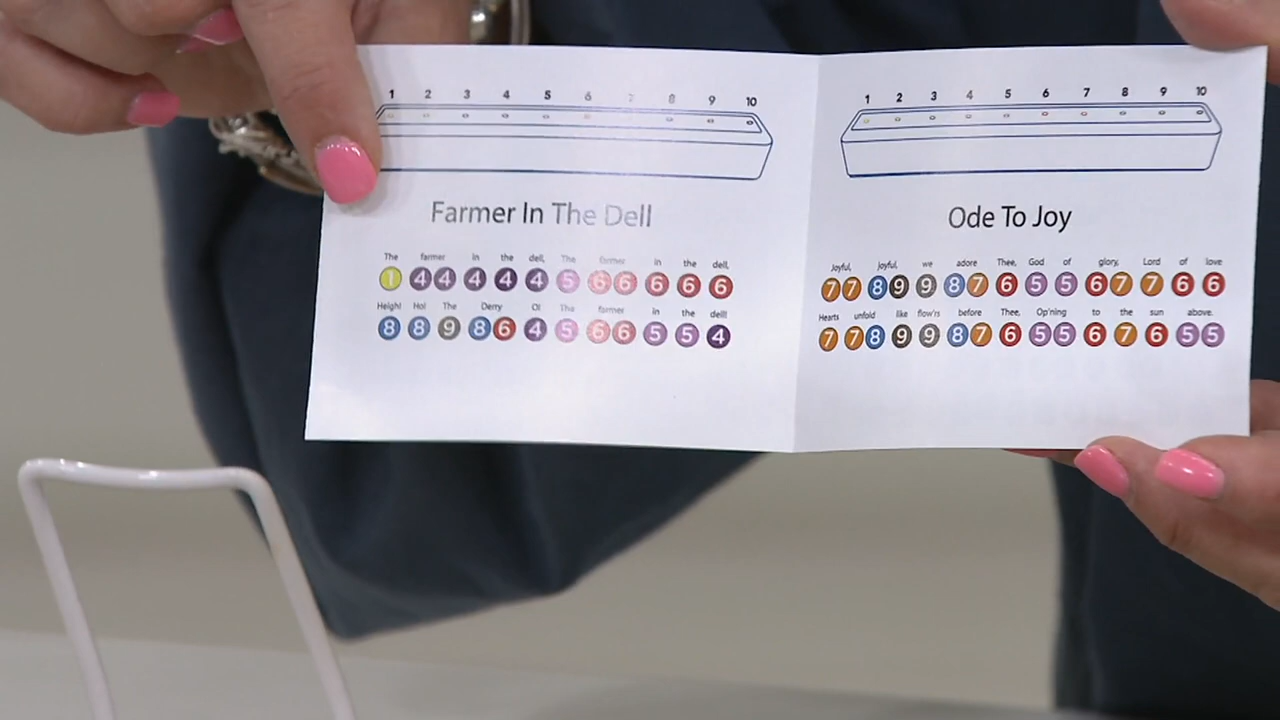 1 2 3 4 5 6 7 8 9 10
Farmer In The Dell
The farmer in the dell, The farmer in the dell,
1 4 4 4 4 4 5 6 6 6 6 6
Heigh! Ho! The Derry O! The farmer in the dell!
8 8 9 8 6 4 5 6 6 5 5 4
1 2 3 4 5 6 7 8 9 10
Ode To Joy
Joyful, joyful, we adore Thee, God of glory, Lord of love
7 7 8 9 9 8 7 6 5 5 6 7 7 6 6
Hearts unfold like flow'rs before Thee, Op'ning to the sun above.
7 7 8 9 9 8 7 6 5 5 6 7 6 5 5